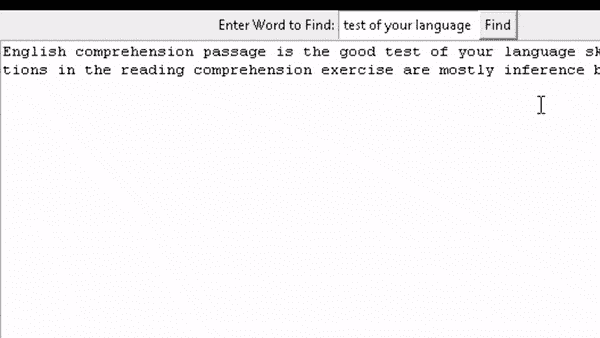 Enter Word to Find: test of your language Find
English comprehension passage is the good test of your language
tions in the reading comprehension exercise are mostly inference